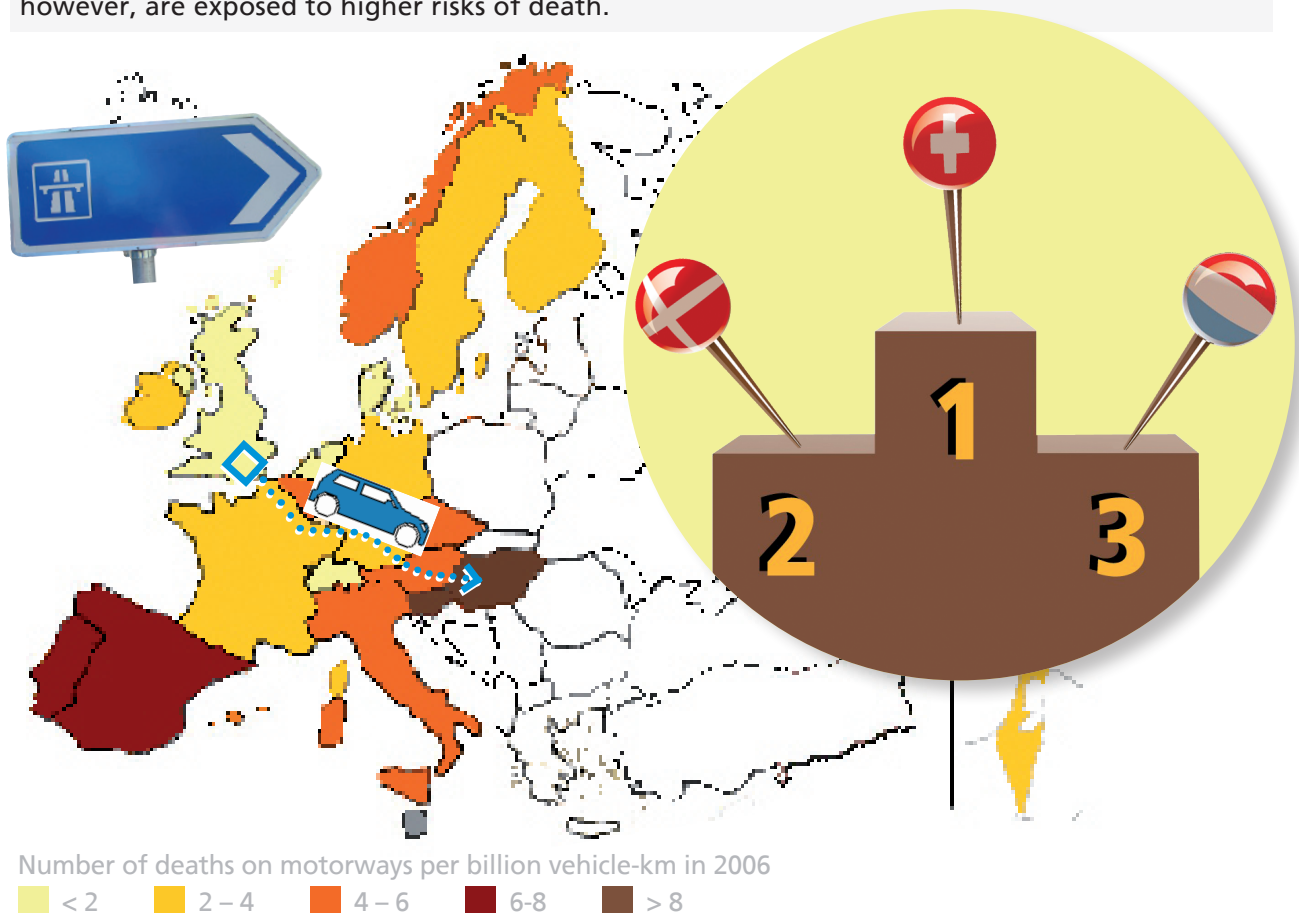 however, are exposed to higher risks of death.
1
2
3
Number of deaths on motorways per billion vehicle-km in 2006
< 2
2 – 4
4 – 6
6-8
> 8